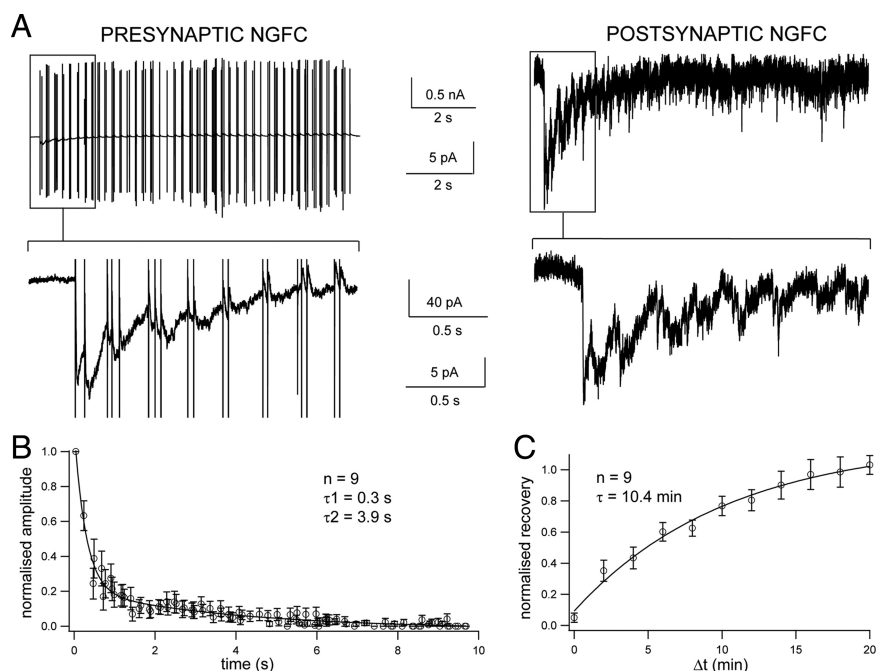 A
PRESYNAPTIC NGFC
POSTSYNAPTIC NGFC
0.5 nA
2 s
5 pA
2 s
40 pA
0.5 s
5 pA
0.5 s
B
normalised amplitude
1.0
0.8
0.6
0.4
0.2
0.0
n = 9
τ1 = 0.3 s
τ2 = 3.9 s
0
2
4
6
8
10
time (s)
C
normalised recovery
1.0
0.8
0.6
0.4
0.2
0.0
n = 9
τ = 10.4 min
0
5
10
15
20
Δt (min)